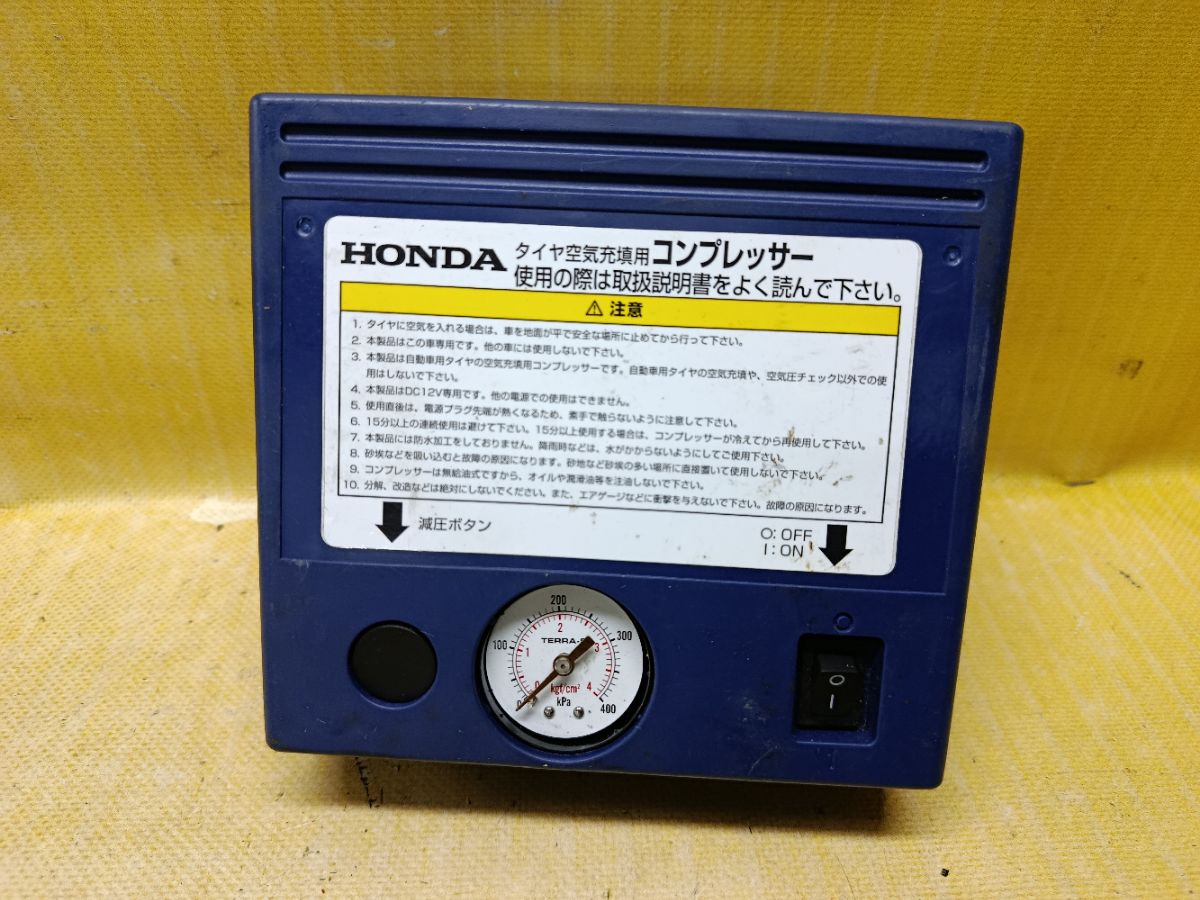 HONDA タイヤ空気充填用 コンプレッサー
使用の際は取扱説明書をよく読んで下さい。
⚠ 注意
1. タイヤに空気を入れる場合は、車を地面が平で安全な場所に止めてから行って下さい。
2. 本製品はこの車専用です。他の車には使用しないで下さい。
3. 本製品は自動車用タイヤの空気充填用コンプレッサーです。自動車用タイヤの空気充填や、空気圧チェック以外での使
用はしないで下さい。
4. 本製品はDC12V専用です。他の電源での使用はできません。
5. 使用直後は、電源プラグ先端が熱くなるため、素手で触らないように注意して下さい。
6. 15分以上の連続使用は避けて下さい。15分以上使用する場合は、コンプレッサーが冷えてから再使用して下さい。
7. 本製品には防水加工をしておりません。降雨時などは、水がかからないようにしてご使用下さい。
8. 砂埃などを吸い込むと故障の原因になります。砂地など砂埃の多い場所に直接置いて使用しないで下さい。
9. コンプレッサーは無給油式ですから、オイルや潤滑油等を注油しないで下さい。
10. 分解、改造などは絶対にしないでください。また、エアゲージなどに衝撃を与えないで下さい。故障の原因になります。
減圧ボタン
O: OFF
I: ON
200
100 2 300
TERRA-
1 3
0 kgf/cm² 4
0 kPa 400
O
I